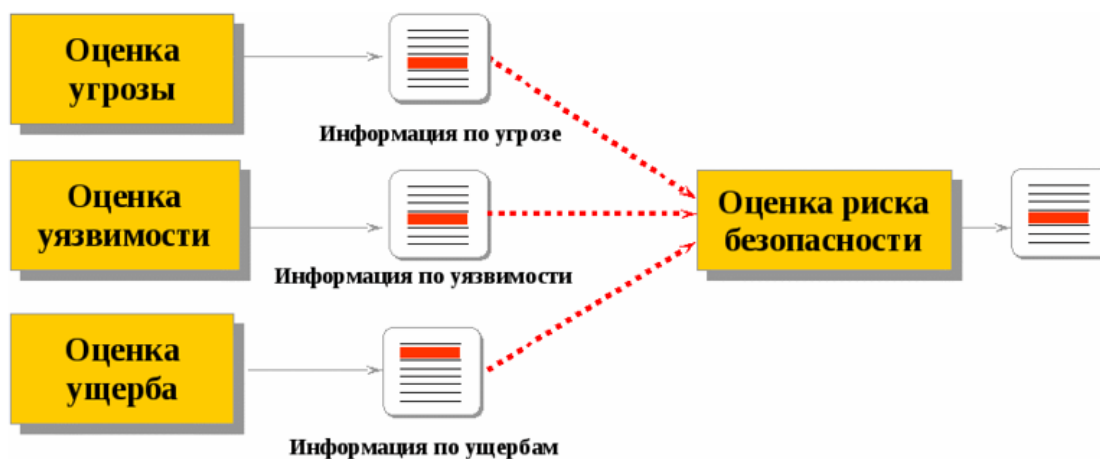 Оценка
угрозы
Информация по угрозе
Оценка
уязвимости
Информация по уязвимости
Оценка
ущерба
Информация по ущербам
Оценка риска
безопасности